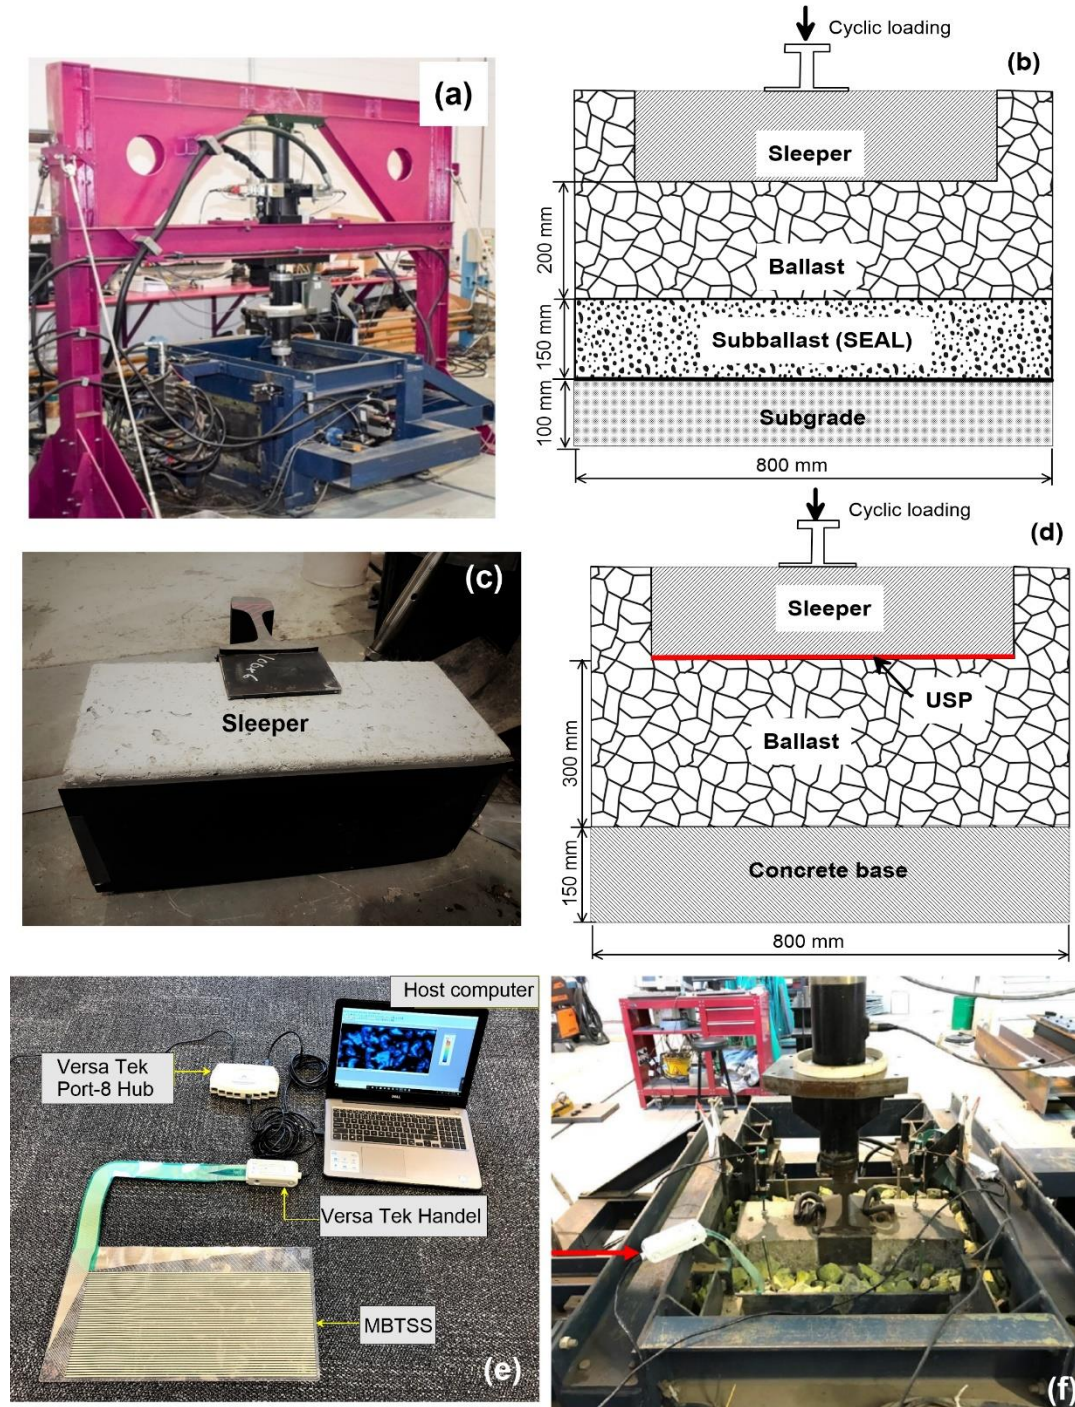 (a)
Cyclic loading
(b)
Sleeper
200 mm
Ballast
150 mm
Subballast (SEAL)
100 mm
Subgrade
800 mm
(c)
Sleeper
Cyclic loading
(d)
Sleeper
USP
300 mm
Ballast
150 mm
Concrete base
800 mm
Host computer
Versa Tek
Port-8 Hub
Versa Tek Handel
MBTSS
(e)
(f)